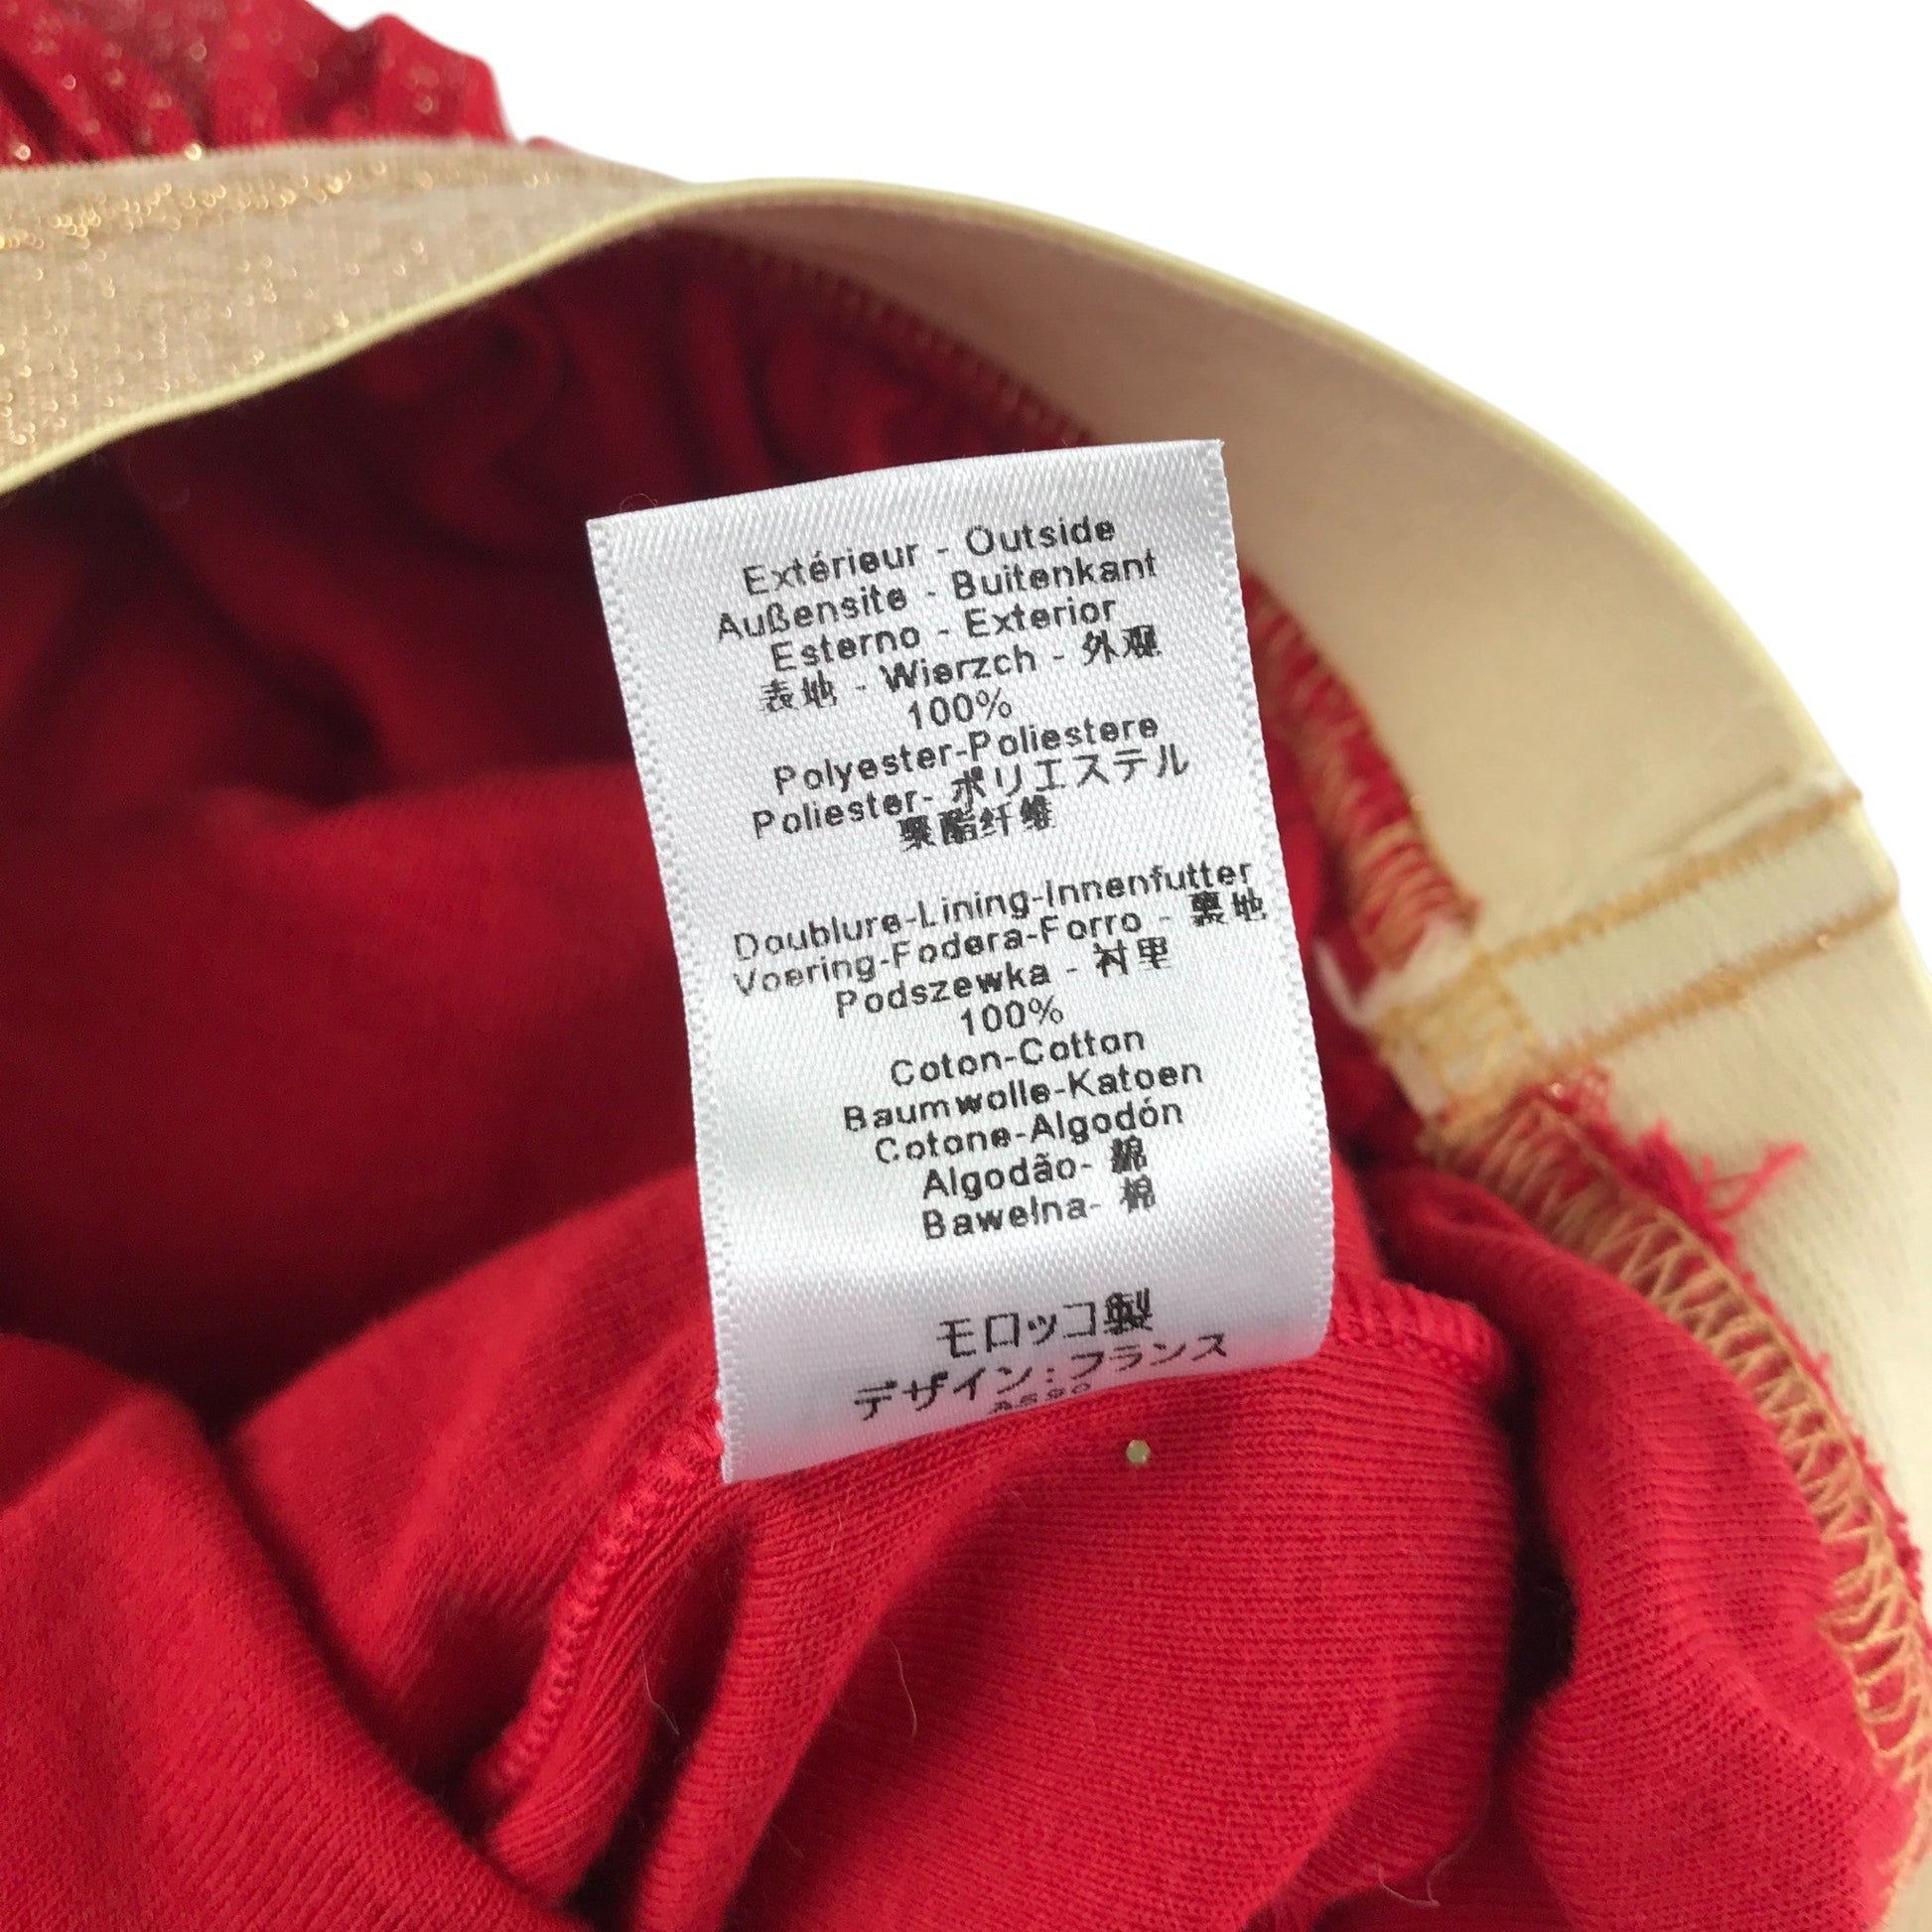 Extérieur - Outside
Außensite - Buitenkant
Esterno - Exterior
表地 - Wierzch - 外观
100%
Polyester-Poliestere
Poliester- ポリエステル
聚酯纤维
Doublure-Lining-Innenfutter
Voering-Fodera-Forro - 裏地
Podszewka - 衬里
100%
Coton-Cotton
Baumwolle-Katoen
Cotone-Algodón
Algodão- 綿
Bawełna- 棉
モロッコ製
デザイン:フランス